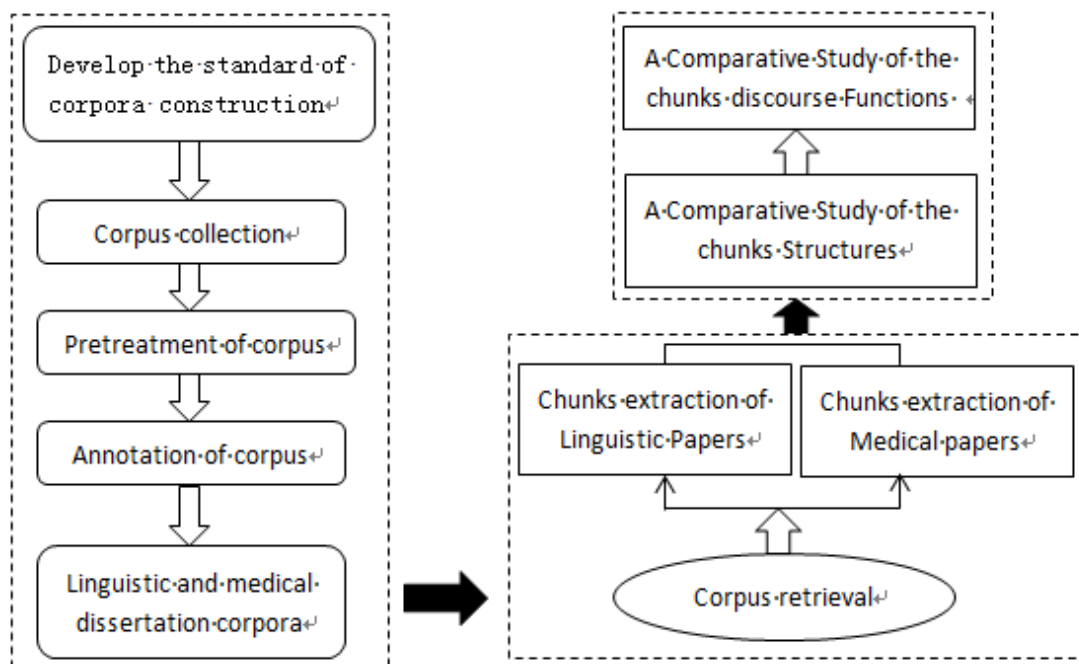 Develop·the·standard·of·
corpora·construction↵
Corpus·collection↵
Pretreatment·of·corpus↵
Annotation·of·corpus↵
Linguistic·and·medical·
dissertation·corpora↵
A·Comparative·Study·of·the·
chunks·discourse·Functions·↵
A·Comparative·Study·of·the·
chunks·Structures↵
Chunks·extraction·of·
Linguistic·Papers↵
Chunks·extraction·of·
Medical·papers↵
Corpus·retrieval↵